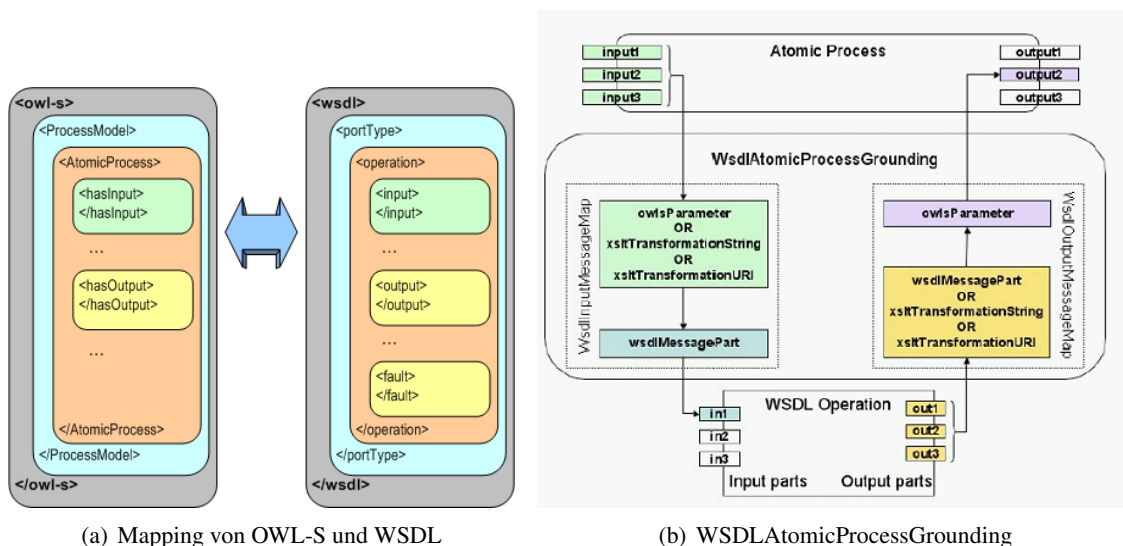 <owl-s>
<ProcessModel>
<AtomicProcess>
<hasInput>
</hasInput>
...
<hasOutput>
</hasOutput>
...
</AtomicProcess>
</ProcessModel>
</owl-s>
<wsdl>
<portType>
<operation>
<input>
</input>
...
<output>
</output>
...
<fault>
</fault>
</operation>
</portType>
</wsdl>
(a) Mapping von OWL-S und WSDL
Atomic Process
input1
input2
input3
output1
output2
output3
WsdlAtomicProcessGrounding
WsdlInputMessageMap
owlsParameter
OR
xsltTransformationString
OR
xsltTransformationURI
wsdlMessagePart
owlsParameter
wsdlMessagePart
OR
xsltTransformationString
OR
xsltTransformationURI
WsdlOutputMessageMap
WSDL Operation
in1
in2
in3
out1
out2
out3
Input parts
Output parts
(b) WSDLAtomicProcessGrounding